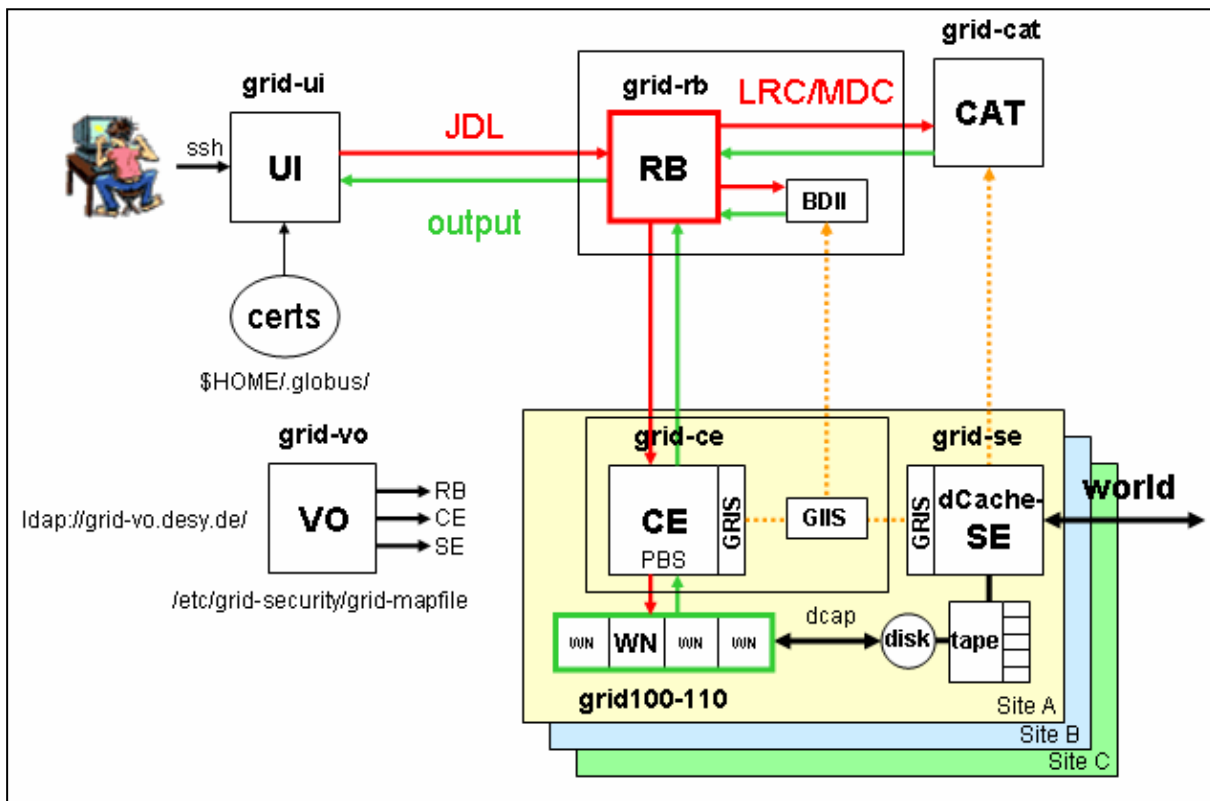 grid-cat
grid-ui
grid-rb
LRC/MDC
CAT
JDL
ssh
UI
RB
BDII
output
certs
$HOME/.globus/
grid-vo
grid-ce
grid-se
RB
ldap://grid-vo.desy.de/
VO
CE
SE
CE
PBS
GRIS
GIIS
GRIS
dCache-
SE
world
/etc/grid-security/grid-mapfile
dcap
WN
WN
WN
WN
disk
tape
grid100-110
Site A
Site B
Site C